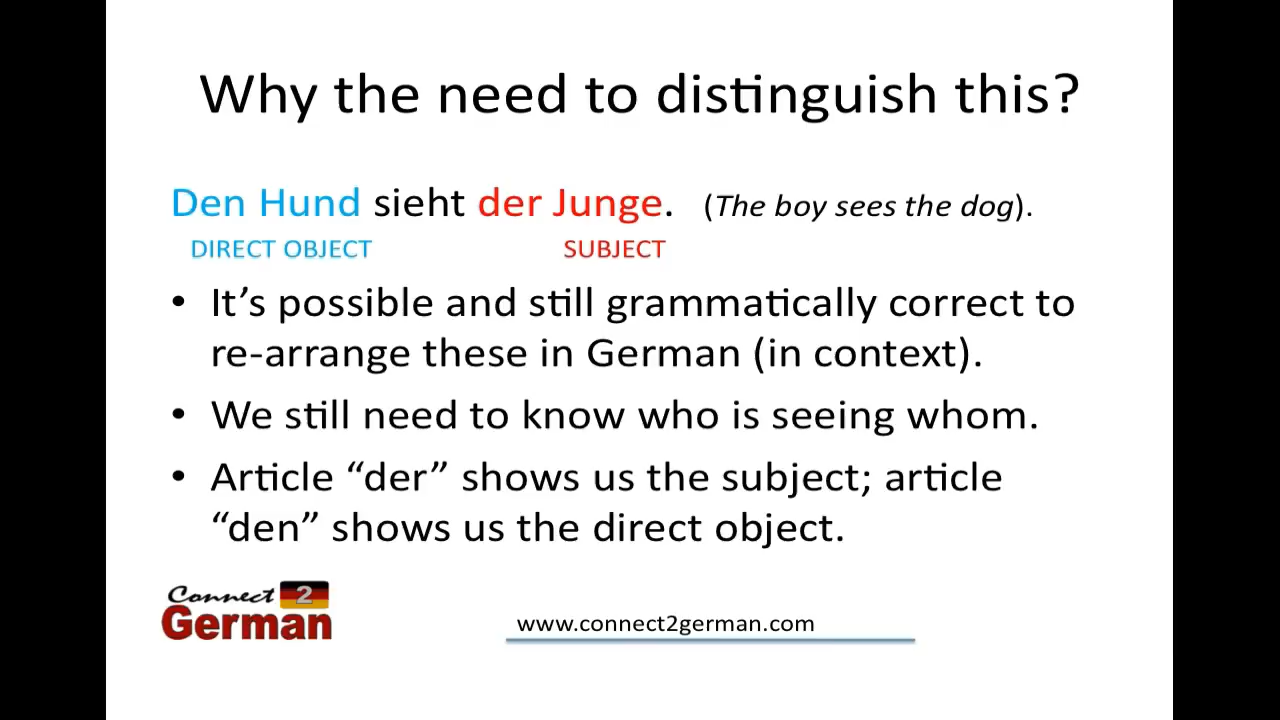 Why the need to distinguish this?
Den Hund sieht der Junge. (The boy sees the dog).
DIRECT OBJECT SUBJECT
• It’s possible and still grammatically correct to
re-arrange these in German (in context).
• We still need to know who is seeing whom.
• Article “der” shows us the subject; article
“den” shows us the direct object.
Connect 2
German
www.connect2german.com